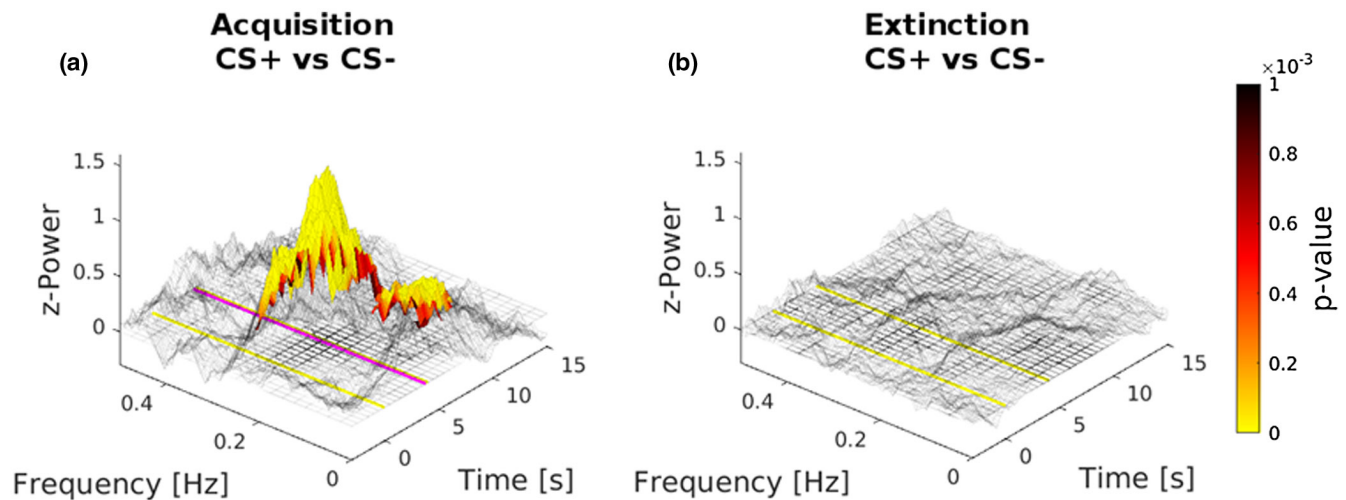 Acquisition
CS+ vs CS-
(a)
1.5
1
0.5
0
z-Power
0.4
0.2
0
Frequency [Hz]
0
5
10
15
Time [s]
Extinction
CS+ vs CS-
(b)
1.5
1
0.5
0
z-Power
0.4
0.2
0
Frequency [Hz]
0
5
10
15
Time [s]
×10-3
1
0.8
0.6
0.4
0.2
0
p-value